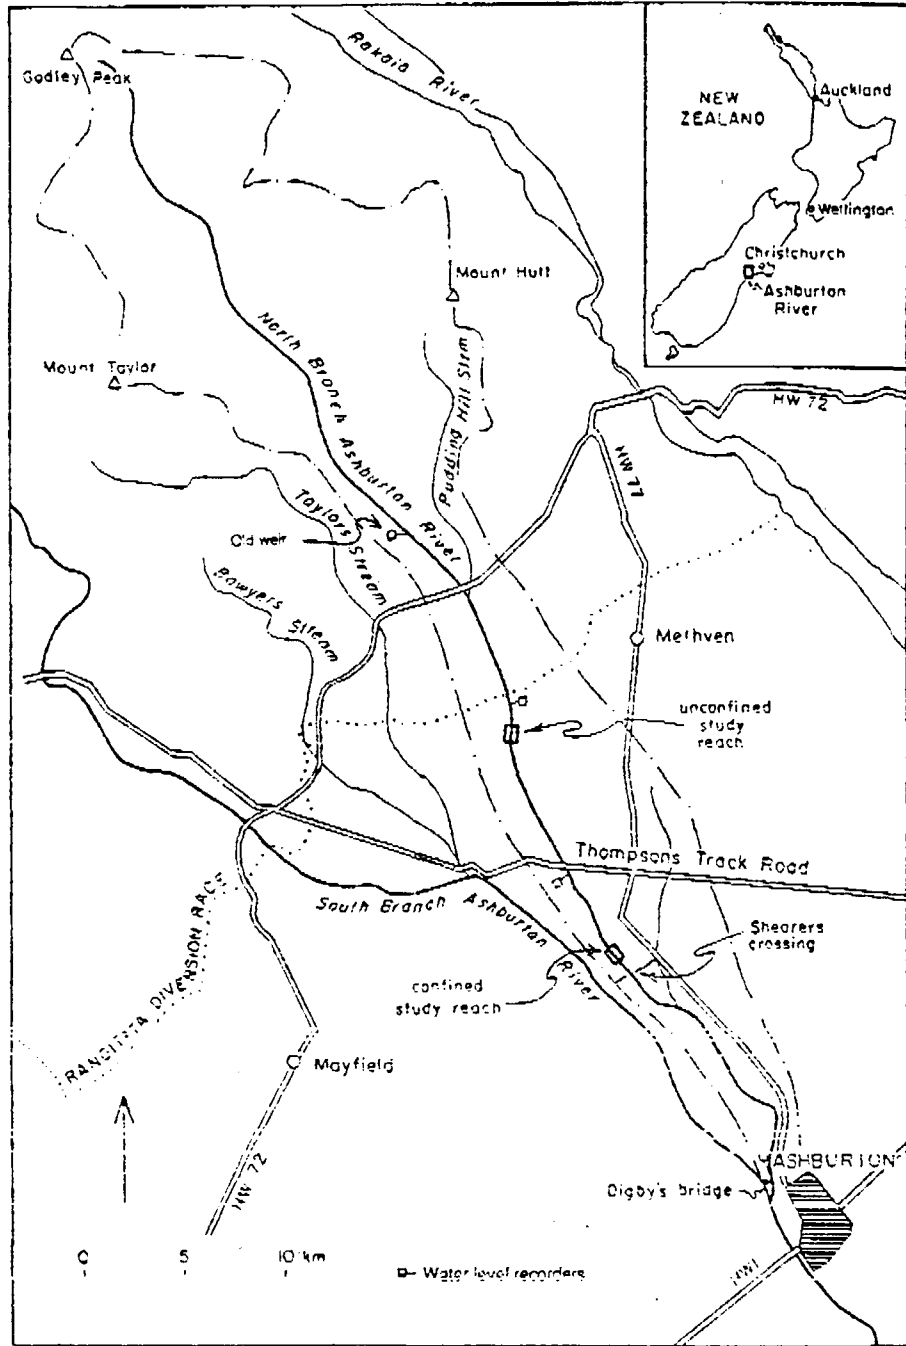 Godley Peak
Rakaia River
NEW
ZEALAND
Auckland
Wellington
Christchurch
Ashburton
River
Mount Hutt
Mount Taylor
North Branch Ashburton River
Pudding Hill Strm
HW 72
HW 77
Old weir
Taylors Stream
Bowyers Stream
Methven
unconfined
study
reach
Thompsons Track Road
South Branch Ashburton River
Shearers
crossing
confined
study reach
RANGITATA DIVERSION RACE
Mayfield
HW 72
ASHBURTON
Digby's bridge
0 5 10 km
Water level recorders
HW1